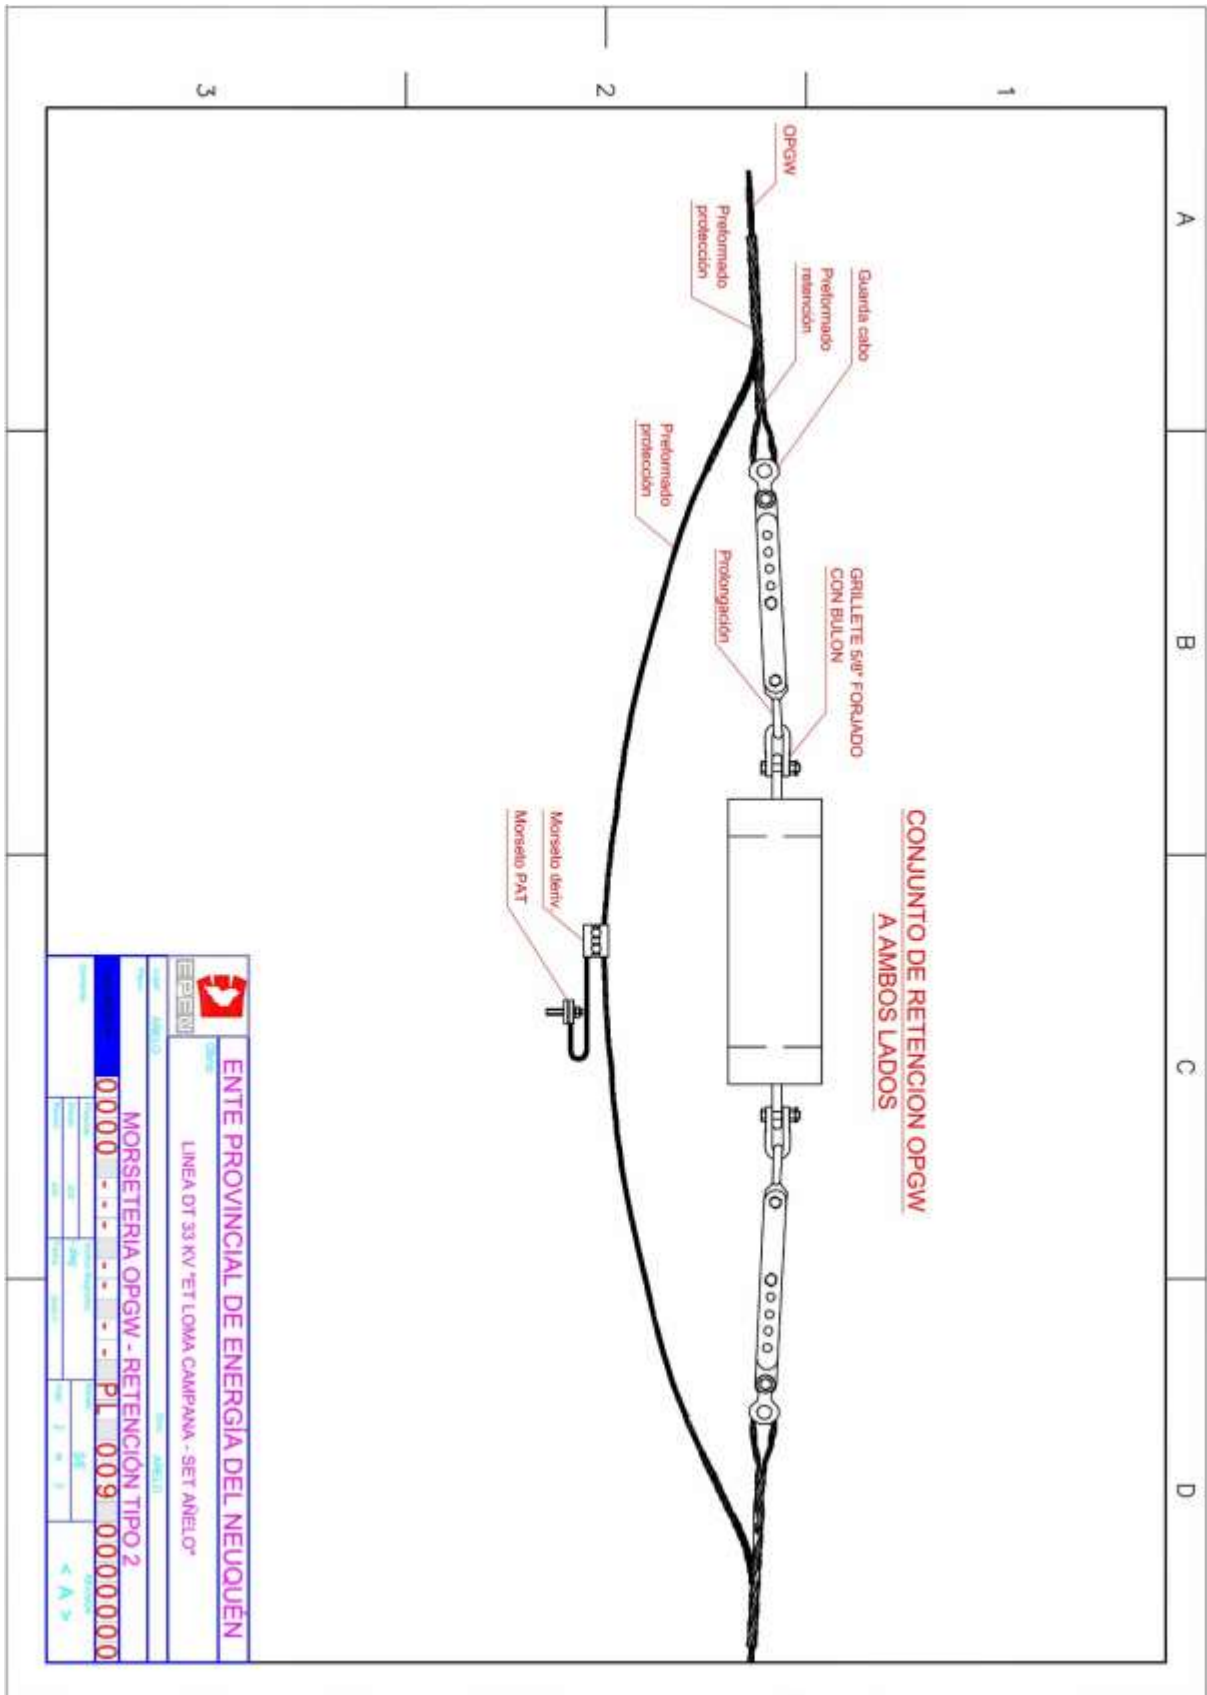 A
B
C
D
1
2
3
CONJUNTO DE RETENCION OPGW
A AMBOS LADOS
GRILLETE 5/8" FORJADO
CON BULON
Guarda cabo
Preformado
retención
OPGW
Preformado
protección
Prolongación
Preformado
protección
Morseto deriv
Morseto PAT
EPEN
ENTE PROVINCIAL DE ENERGÍA DEL NEUQUÉN
Obra:
LINEA DT 33 KV "ET LOMA CAMPANA - SET AÑELO"
AÑELO
MORSETERIA OPGW - RETENCIÓN TIPO 2
0000 - - - - - - - PL 009 0000000
< A >